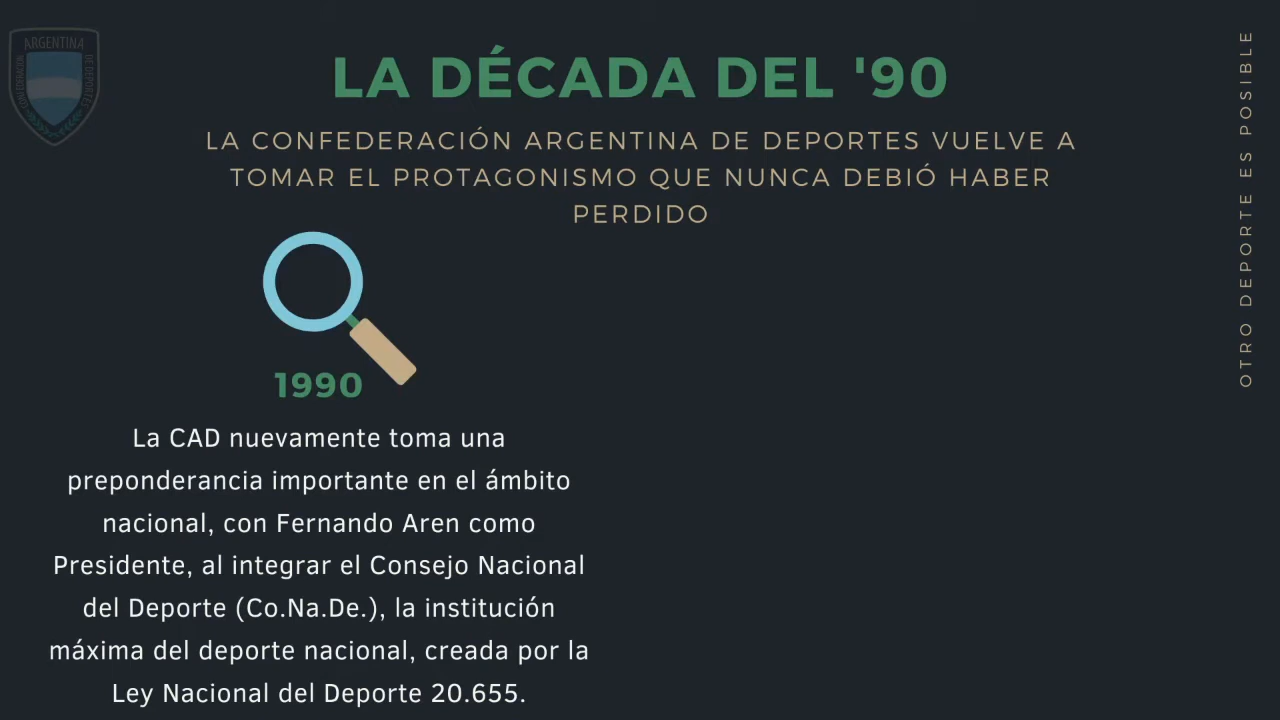 ARGENTINA
CONFEDERACIÓN
DE DEPORTES
LA DÉCADA DEL '90
LA CONFEDERACIÓN ARGENTINA DE DEPORTES VUELVE A
TOMAR EL PROTAGONISMO QUE NUNCA DEBIÓ HABER
PERDIDO
OTRO DEPORTE ES POSIBLE
1990
La CAD nuevamente toma una
preponderancia importante en el ámbito
nacional, con Fernando Aren como
Presidente, al integrar el Consejo Nacional
del Deporte (Co.Na.De.), la institución
máxima del deporte nacional, creada por la
Ley Nacional del Deporte 20.655.